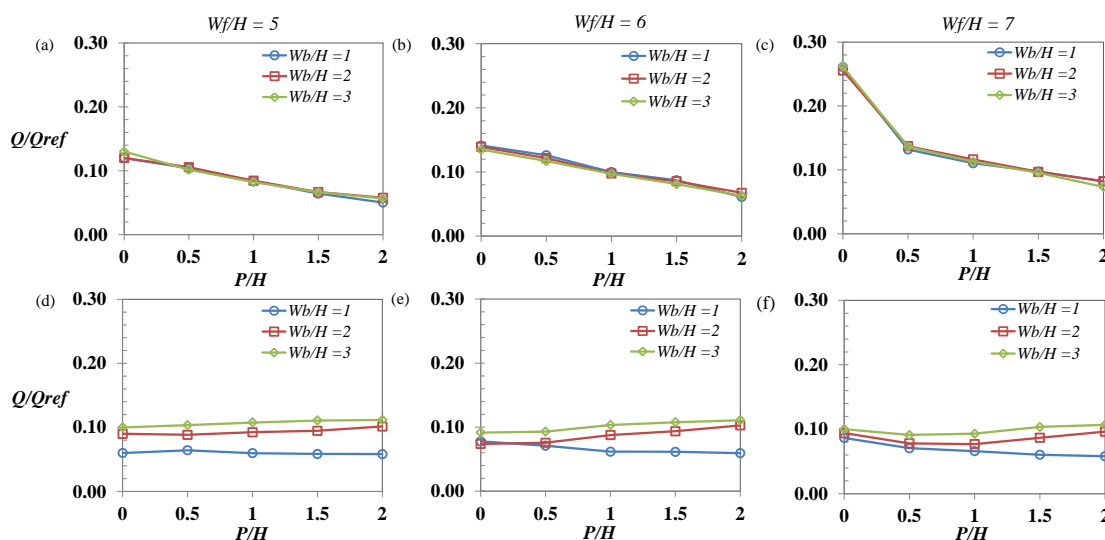 Wf/H = 5
Wf/H = 6
Wf/H = 7
(a)
0.30
0.20
0.10
0.00
Q/Qref
Wb/H =1
Wb/H =2
Wb/H =3
0
0.5
1
1.5
2
P/H
(b)
0.30
0.20
0.10
0.00
Wb/H =1
Wb/H =2
Wb/H =3
0
0.5
1
1.5
2
P/H
(c)
0.30
0.20
0.10
0.00
Wb/H =1
Wb/H =2
Wb/H =3
0
0.5
1
1.5
2
P/H
(d)
0.30
0.20
0.10
0.00
Q/Qref
Wb/H =1
Wb/H =2
Wb/H =3
0
0.5
1
1.5
2
P/H
(e)
0.30
0.20
0.10
0.00
Wb/H =1
Wb/H =2
Wb/H =3
0
0.5
1
1.5
2
P/H
(f)
0.30
0.20
0.10
0.00
Wb/H =1
Wb/H =2
Wb/H =3
0
0.5
1
1.5
2
P/H